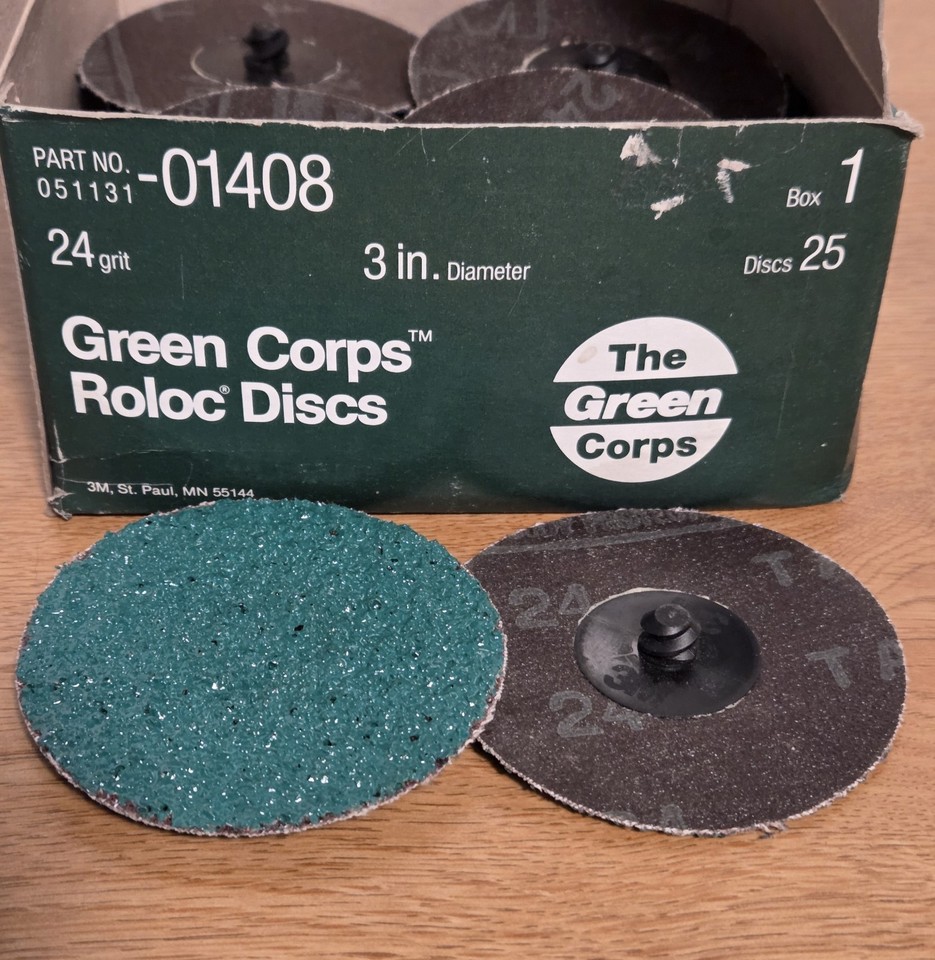 PART NO.
051131
-01408
Box 1
24 grit
3 in. Diameter
Discs 25
Green Corps™
Roloc® Discs
The
Green
Corps
3M, St. Paul, MN 55144
24
24